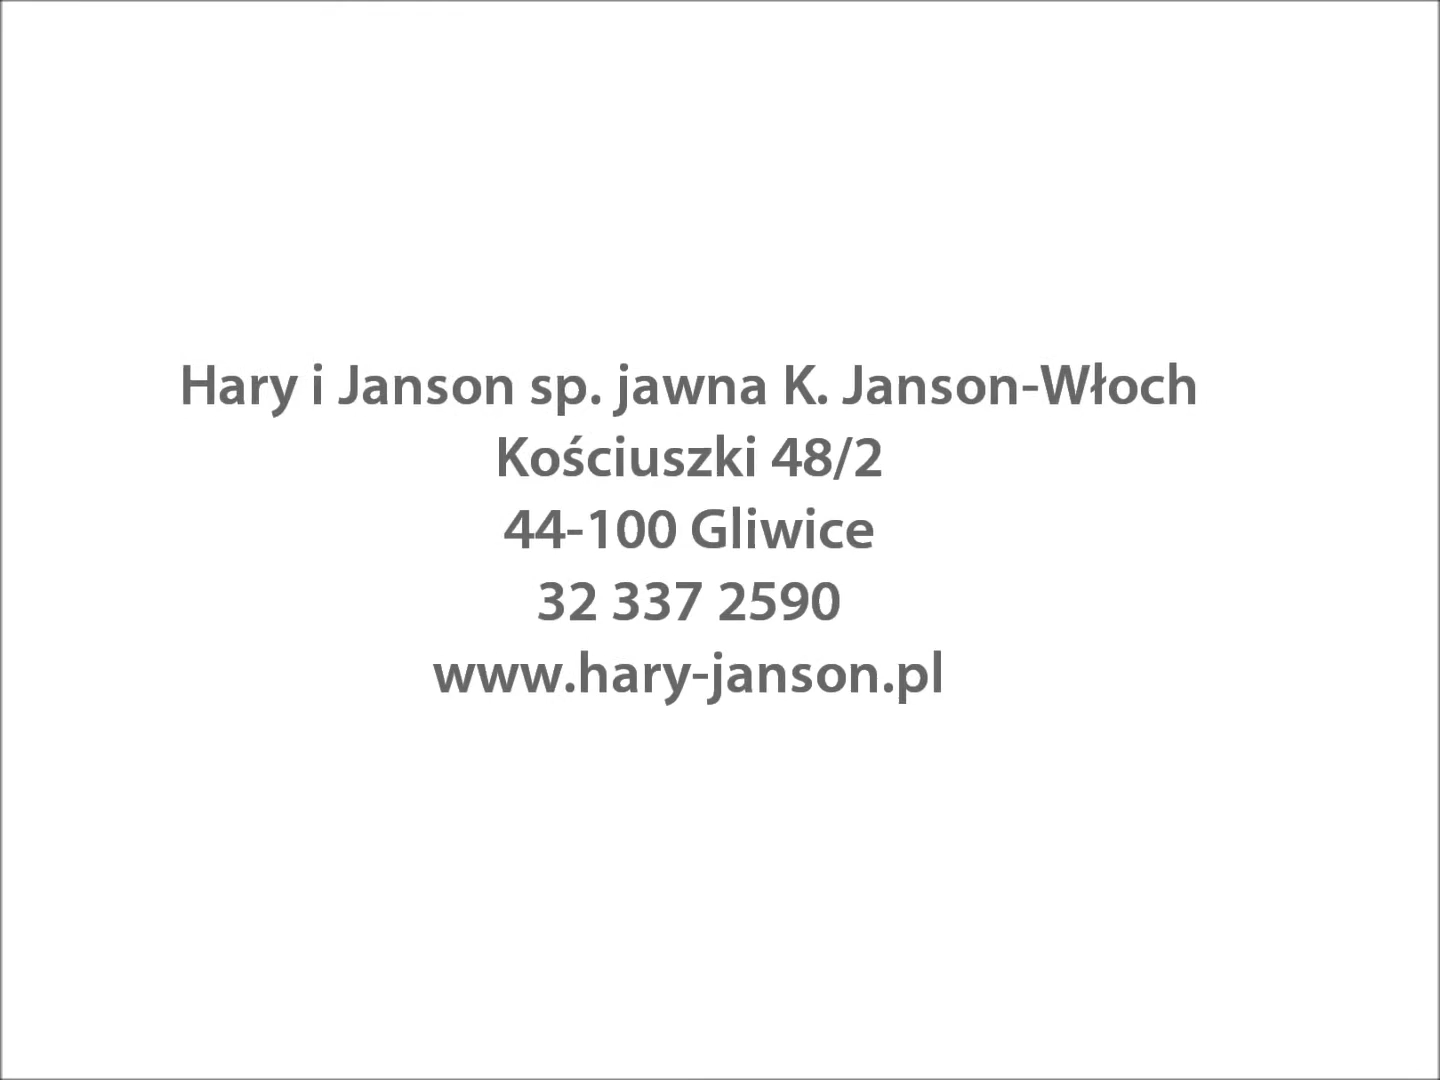 Hary i Janson sp. jawna K. Janson-Włoch
Kościuszki 48/2
44-100 Gliwice
32 337 2590
www.hary-janson.pl